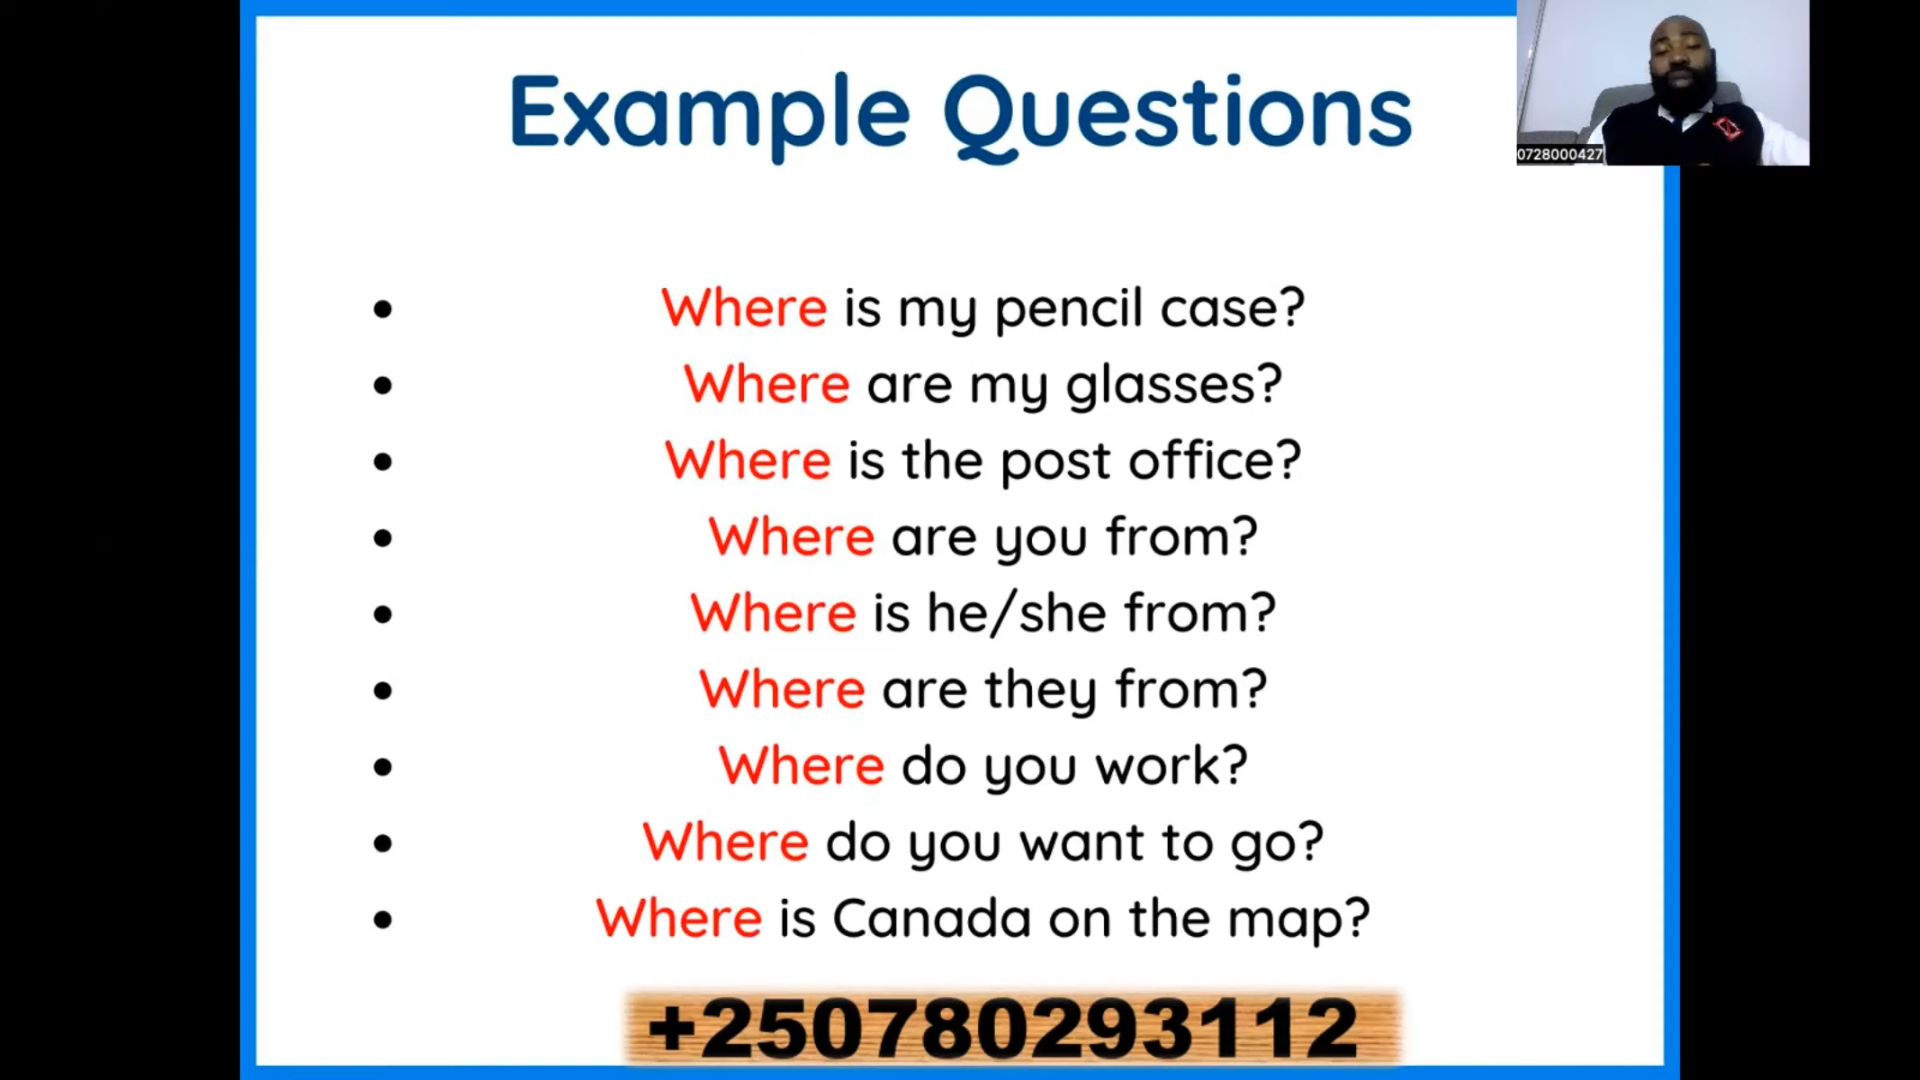 Example Questions
0728000427
• Where is my pencil case?
• Where are my glasses?
• Where is the post office?
• Where are you from?
• Where is he/she from?
• Where are they from?
• Where do you work?
• Where do you want to go?
• Where is Canada on the map?
+250780293112